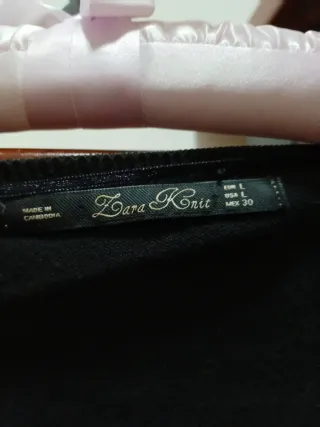 MADE IN
CAMBODIA
Zara Knit
EUR L
USA L
MEX 30